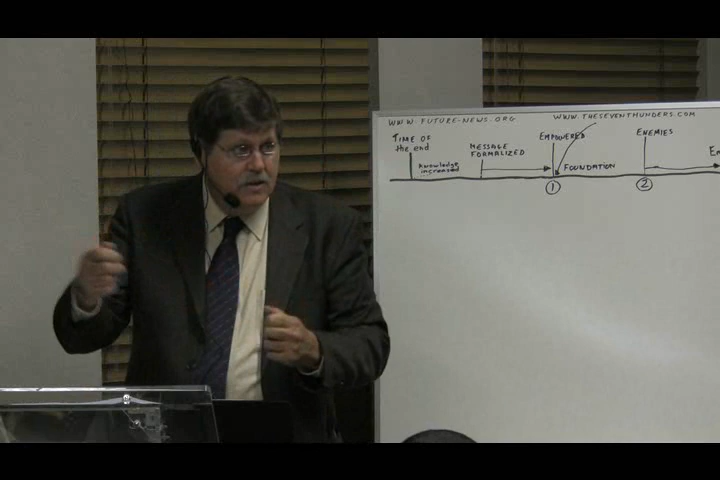 WWW.FUTURE-NEWS.ORG
WWW.THESEVENTHUNDERS.COM
TIME OF
the end
Knowledge
increased
MESSAGE
FORMALIZED
EMPOWERED
FOUNDATION
ENEMIES
Em
1
2